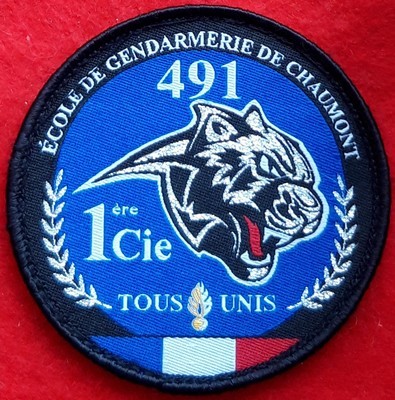 ÉCOLE DE GENDARMERIE DE CHAUMONT
491
1ère Cie
TOUS UNIS